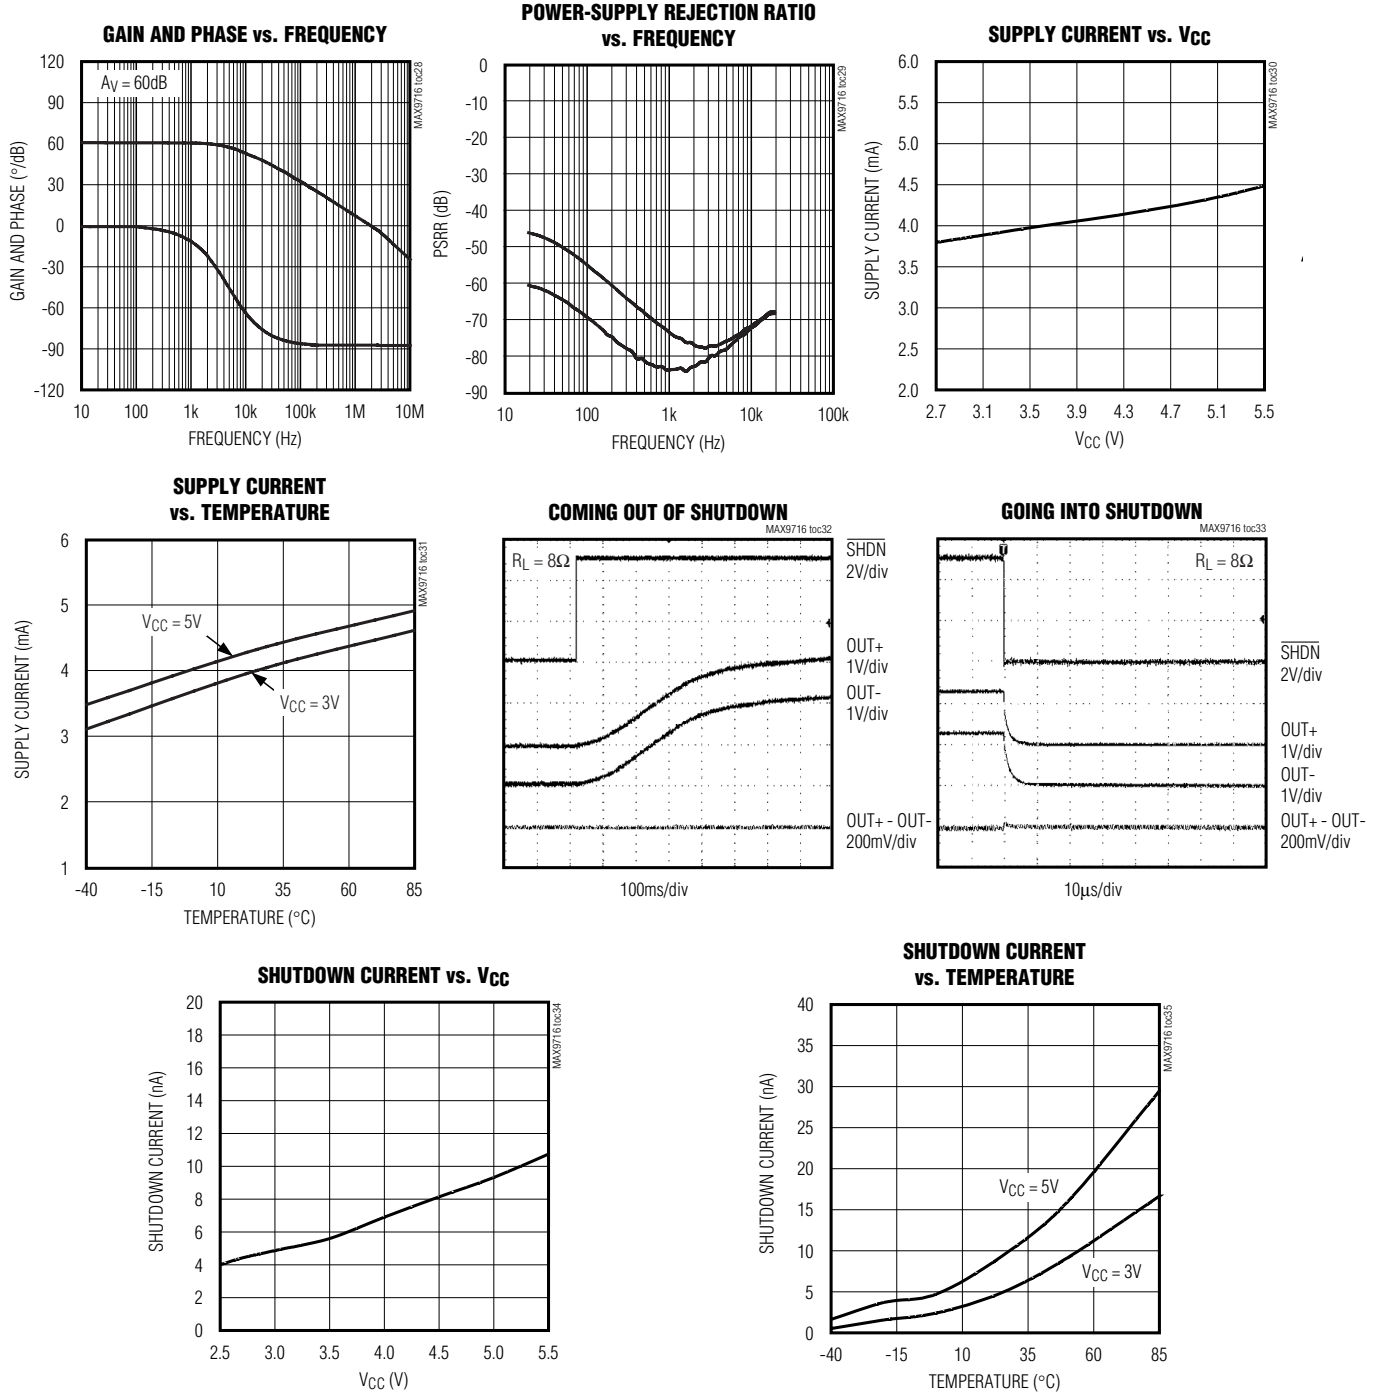 GAIN AND PHASE vs. FREQUENCY
AV = 60dB
MAX9716 toc28
GAIN AND PHASE (°/dB)
120
90
60
30
0
-30
-60
-90
-120
10 100 1k 10k 100k 1M 10M
FREQUENCY (Hz)
POWER-SUPPLY REJECTION RATIO
vs. FREQUENCY
MAX9716 toc29
PSRR (dB)
0
-10
-20
-30
-40
-50
-60
-70
-80
-90
10 100 1k 10k 100k
FREQUENCY (Hz)
SUPPLY CURRENT vs. VCC
MAX9716 toc30
SUPPLY CURRENT (mA)
6.0
5.5
5.0
4.5
4.0
3.5
3.0
2.5
2.0
2.7 3.1 3.5 3.9 4.3 4.7 5.1 5.5
VCC (V)
SUPPLY CURRENT
vs. TEMPERATURE
MAX9716 toc31
SUPPLY CURRENT (mA)
6
5
4
3
2
1
VCC = 5V
VCC = 3V
-40 -15 10 35 60 85
TEMPERATURE (°C)
COMING OUT OF SHUTDOWN
MAX9716 toc32
RL = 8Ω
SHDN
2V/div
OUT+
1V/div
OUT-
1V/div
OUT+ - OUT-
200mV/div
100ms/div
GOING INTO SHUTDOWN
MAX9716 toc33
T
RL = 8Ω
SHDN
2V/div
OUT+
1V/div
OUT-
1V/div
OUT+ - OUT-
200mV/div
10µs/div
SHUTDOWN CURRENT vs. VCC
MAX9716 toc34
SHUTDOWN CURRENT (nA)
20
18
16
14
12
10
8
6
4
2
0
2.5 3.0 3.5 4.0 4.5 5.0 5.5
VCC (V)
SHUTDOWN CURRENT
vs. TEMPERATURE
MAX9716 toc35
SHUTDOWN CURRENT (nA)
40
35
30
25
20
15
10
5
0
VCC = 5V
VCC = 3V
-40 -15 10 35 60 85
TEMPERATURE (°C)